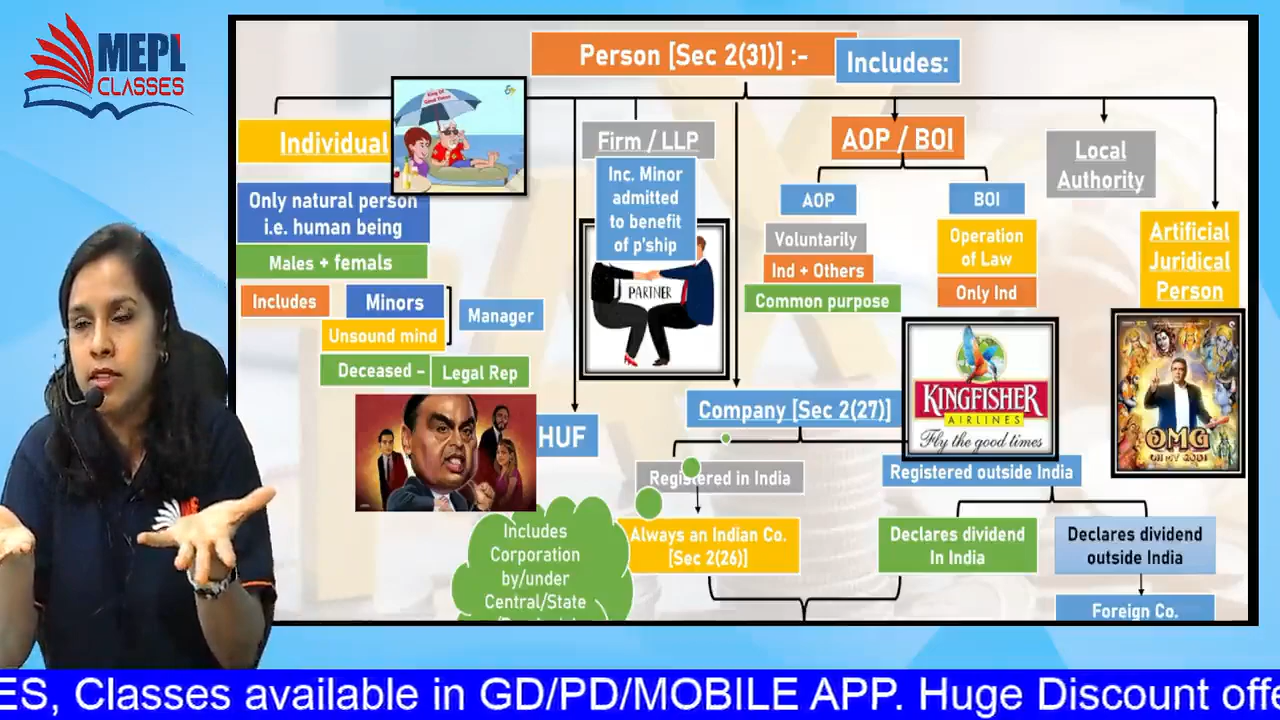 MEPL
CLASSES
Person [Sec 2(31)] :-
Includes:
Individual
Only natural person
i.e. human being
Males + femals
Includes
Minors
Unsound mind
Manager
Deceased –
Legal Rep
HUF
Firm / LLP
Inc. Minor
admitted
to benefit
of p'ship
PARTNER
AOP / BOI
AOP
Voluntarily
Ind + Others
Common purpose
BOI
Operation
of Law
Only Ind
Local
Authority
Artificial
Juridical
Person
KINGFISHER
AIRLINES
Fly the good times
OMG
OH MY GOD!
Company [Sec 2(27)]
Registered in India
Always an Indian Co.
[Sec 2(26)]
Includes
Corporation
by/under
Central/State
Registered outside India
Declares dividend
In India
Declares dividend
outside India
Foreign Co.
ES, Classes available in GD/PD/MOBILE APP. Huge Discount offe